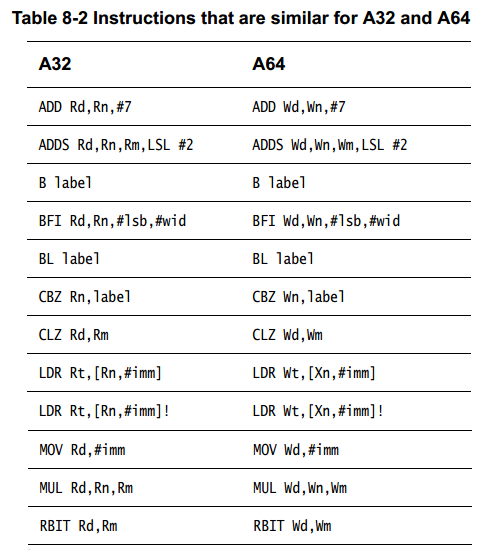 Table 8-2 Instructions that are similar for A32 and A64
A32 A64
ADD Rd,Rn,#7 ADD Wd,Wn,#7
ADDS Rd,Rn,Rm,LSL #2 ADDS Wd,Wn,Wm,LSL #2
B label B label
BFI Rd,Rn,#lsb,#wid BFI Wd,Wn,#lsb,#wid
BL label BL label
CBZ Rn,label CBZ Wn,label
CLZ Rd,Rm CLZ Wd,Wm
LDR Rt,[Rn,#imm] LDR Wt,[Xn,#imm]
LDR Rt,[Rn,#imm]! LDR Wt,[Xn,#imm]!
MOV Rd,#imm MOV Wd,#imm
MUL Rd,Rn,Rm MUL Wd,Wn,Wm
RBIT Rd,Rm RBIT Wd,Wm